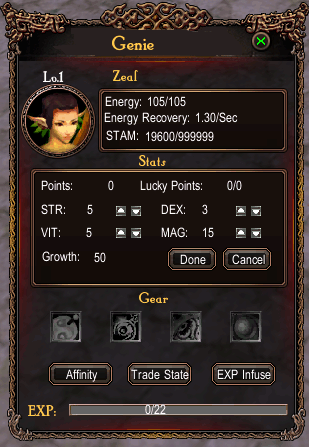 Genie
Lv.1
Zeal
Energy: 105/105
Energy Recovery: 1.30/Sec
STAM: 19600/999999
Stats
Points: 0 Lucky Points: 0/0
STR: 5 DEX: 3
VIT: 5 MAG: 15
Growth: 50 Done Cancel
Gear
Affinity Trade State EXP Infuse
EXP: 0/22